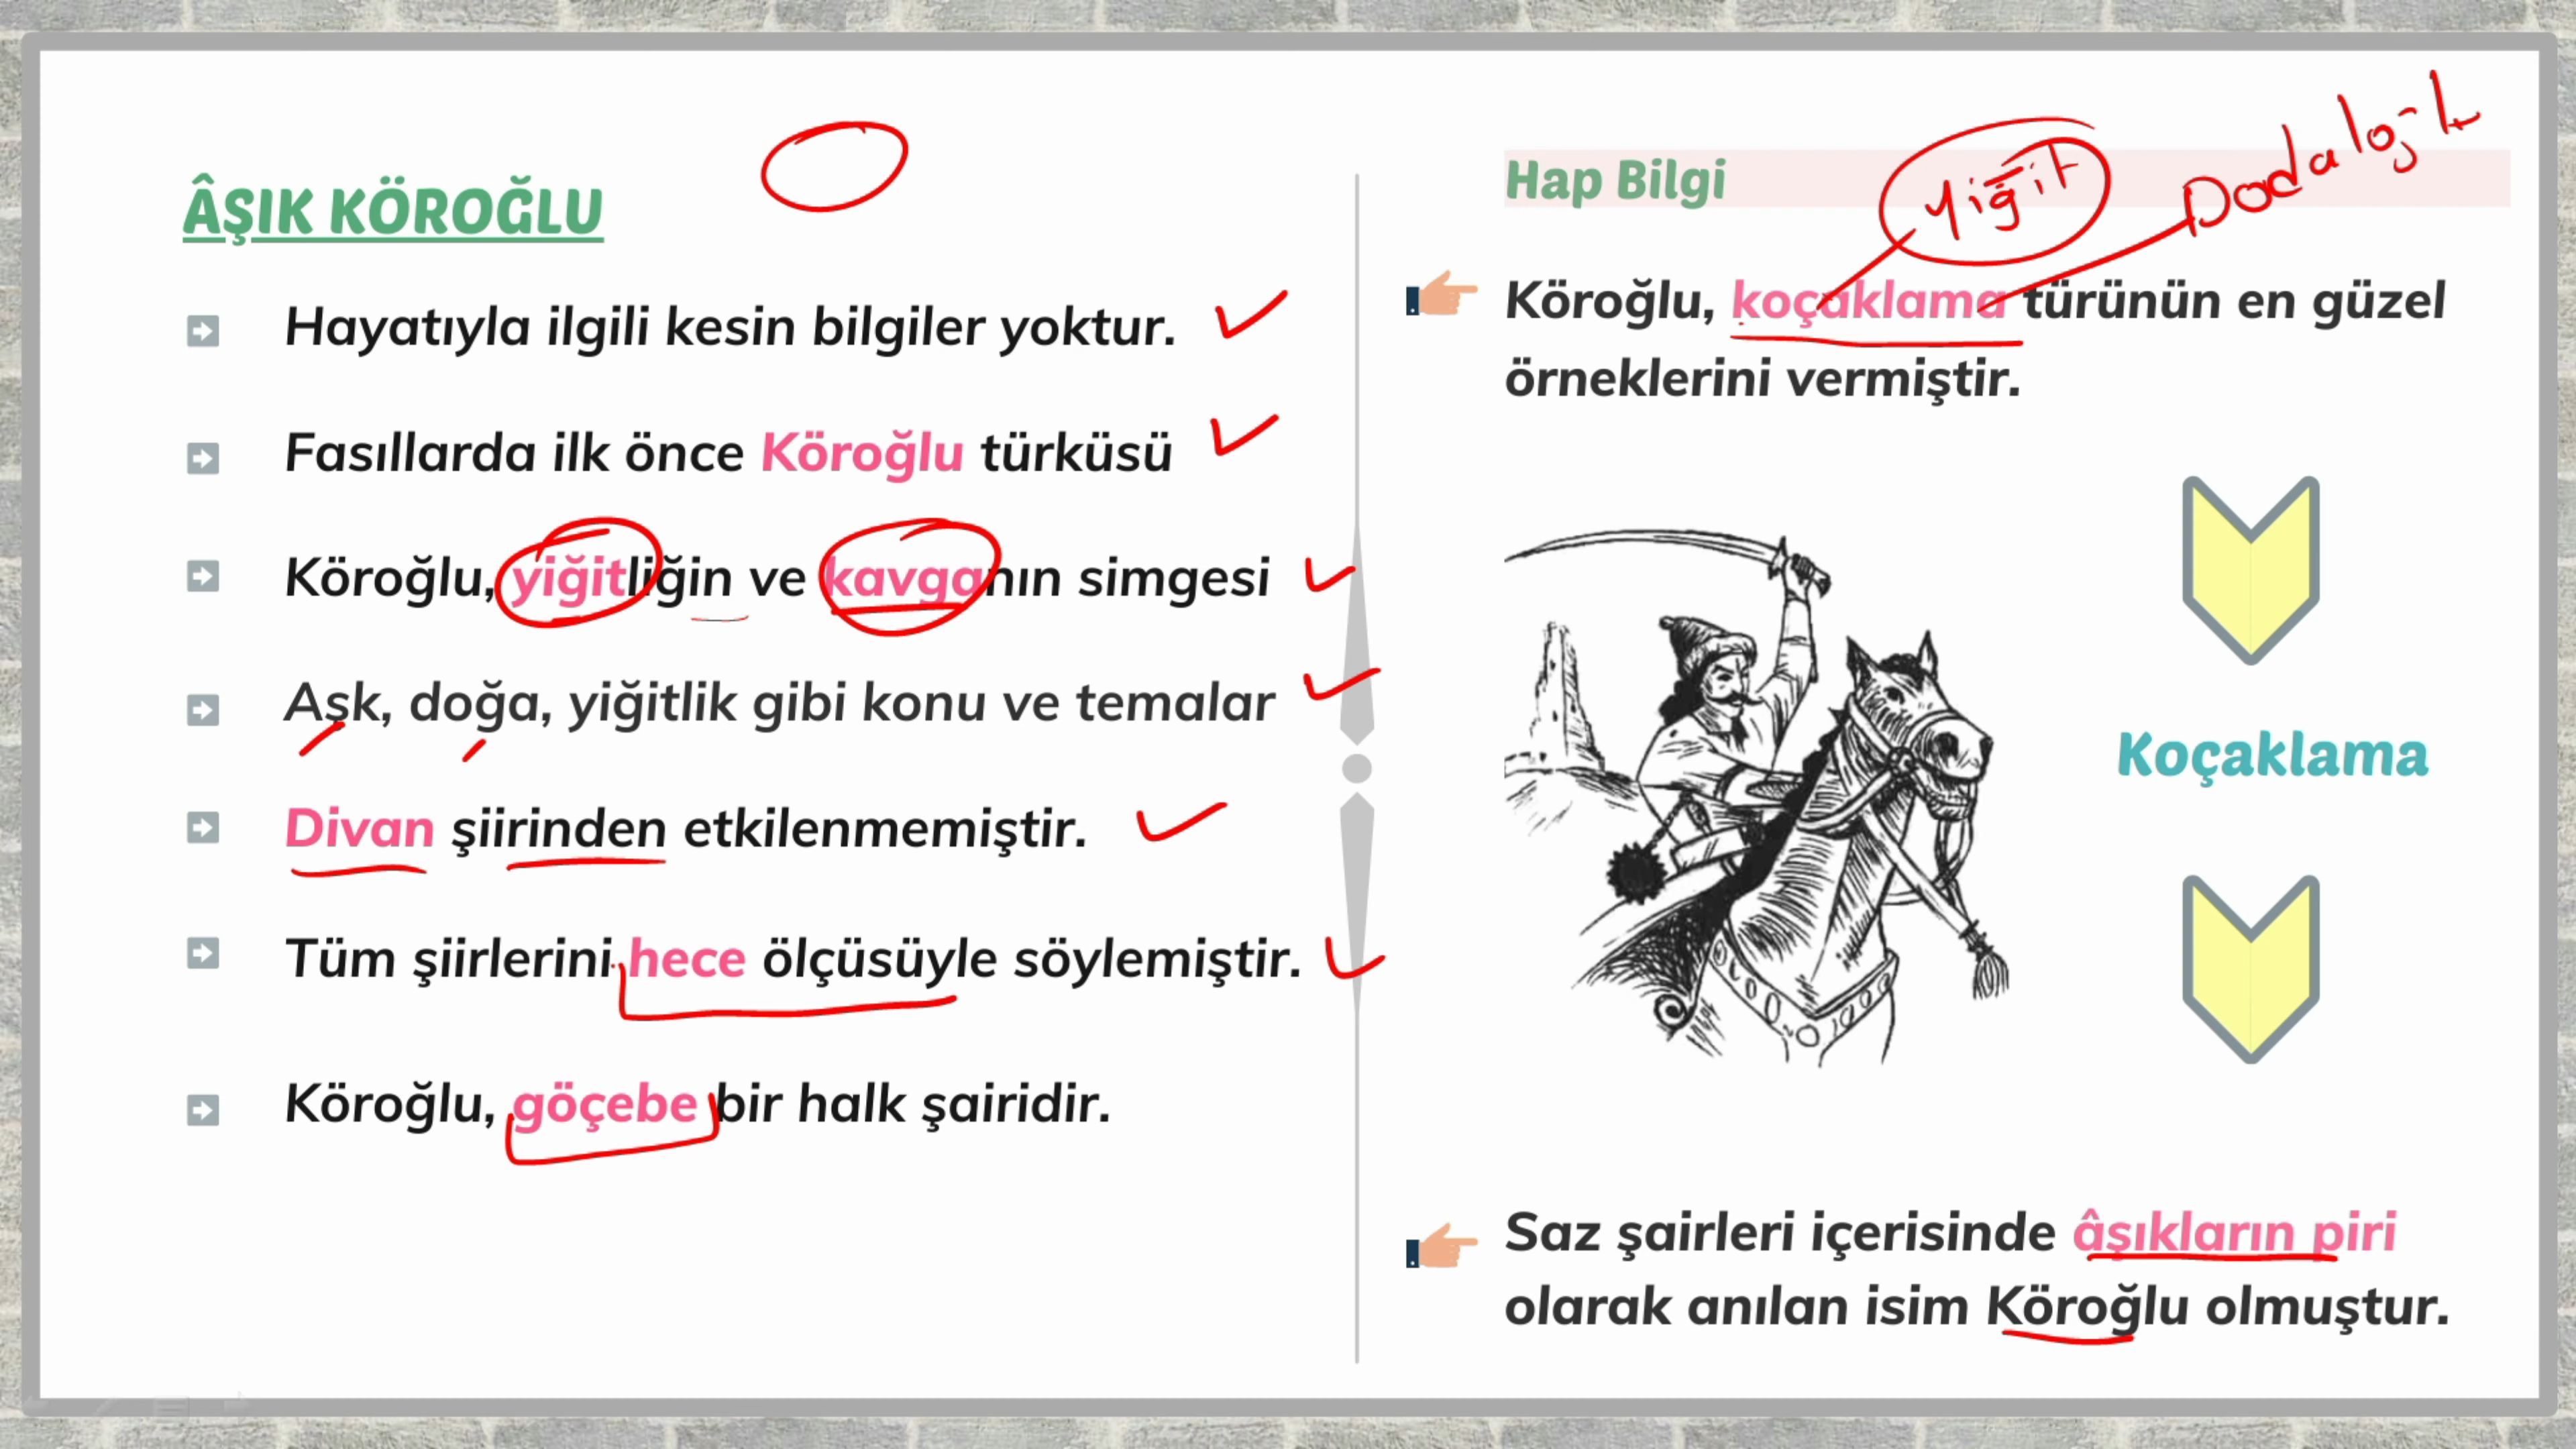 ÂŞIK KÖROĞLU
Hayatıyla ilgili kesin bilgiler yoktur.
Fasıllarda ilk önce Köroğlu türküsü
Köroğlu, yiğitliğin ve kavganın simgesi
Aşk, doğa, yiğitlik gibi konu ve temalar
Divan şiirinden etkilenmemiştir.
Tüm şiirlerini hece ölçüsüyle söylemiştir.
Köroğlu, göçebe bir halk şairidir.
Hap Bilgi
Yiğit
Köroğlu, koçaklama türünün en güzel
örneklerini vermiştir.
Koçaklama
Saz şairleri içerisinde âşıkların piri
olarak anılan isim Köroğlu olmuştur.